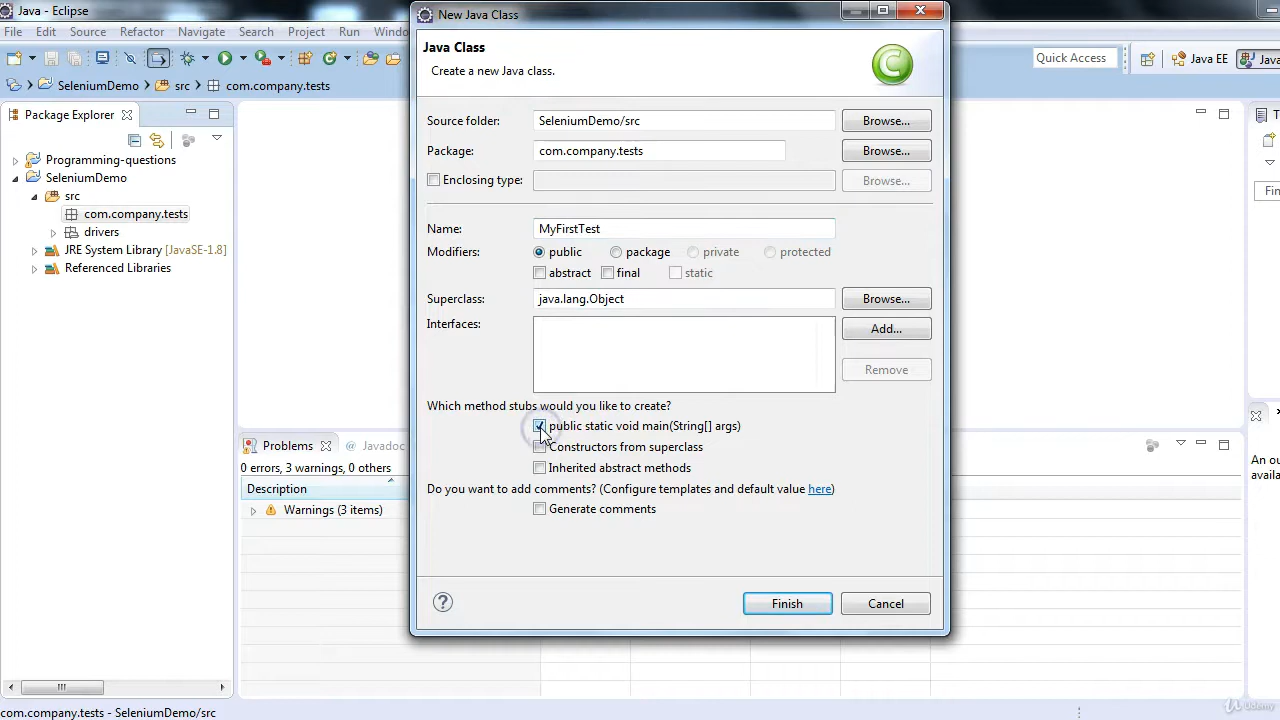 Java - Eclipse
New Java Class
File Edit Source Refactor Navigate Search Project Run
Java Class
Create a new Java class.
Quick Access
Java EE
Java
SeleniumDemo src com.company.tests
Package Explorer
Source folder: SeleniumDemo/src Browse...
Package: com.company.tests Browse...
Enclosing type: Browse...
Programming-questions
SeleniumDemo
src
com.company.tests
drivers
JRE System Library [JavaSE-1.8]
Referenced Libraries
Name: MyFirstTest
Modifiers: public package private protected
abstract final static
Superclass: java.lang.Object Browse...
Interfaces: Add...
Remove
Which method stubs would you like to create?
public static void main(String[] args)
Constructors from superclass
Inherited abstract methods
Do you want to add comments? (Configure templates and default value here)
Generate comments
Finish Cancel
Problems Javadoc
0 errors, 3 warnings, 0 others
Description
Warnings (3 items)
An ou
availa
com.company.tests - SeleniumDemo/src
Udemy